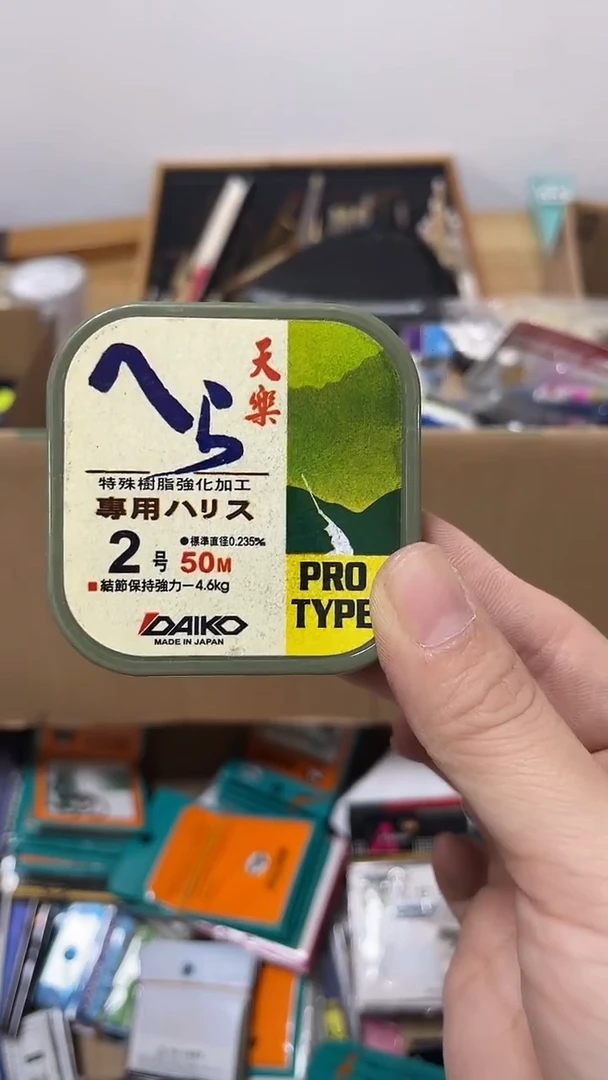 へら
天樂
特殊樹脂強化加工
専用ハリス
2号
●標準直径0.235%
50M
■結節保持強力ー4.6kg
DAIKO
MADE IN JAPAN
PRO
TYPE